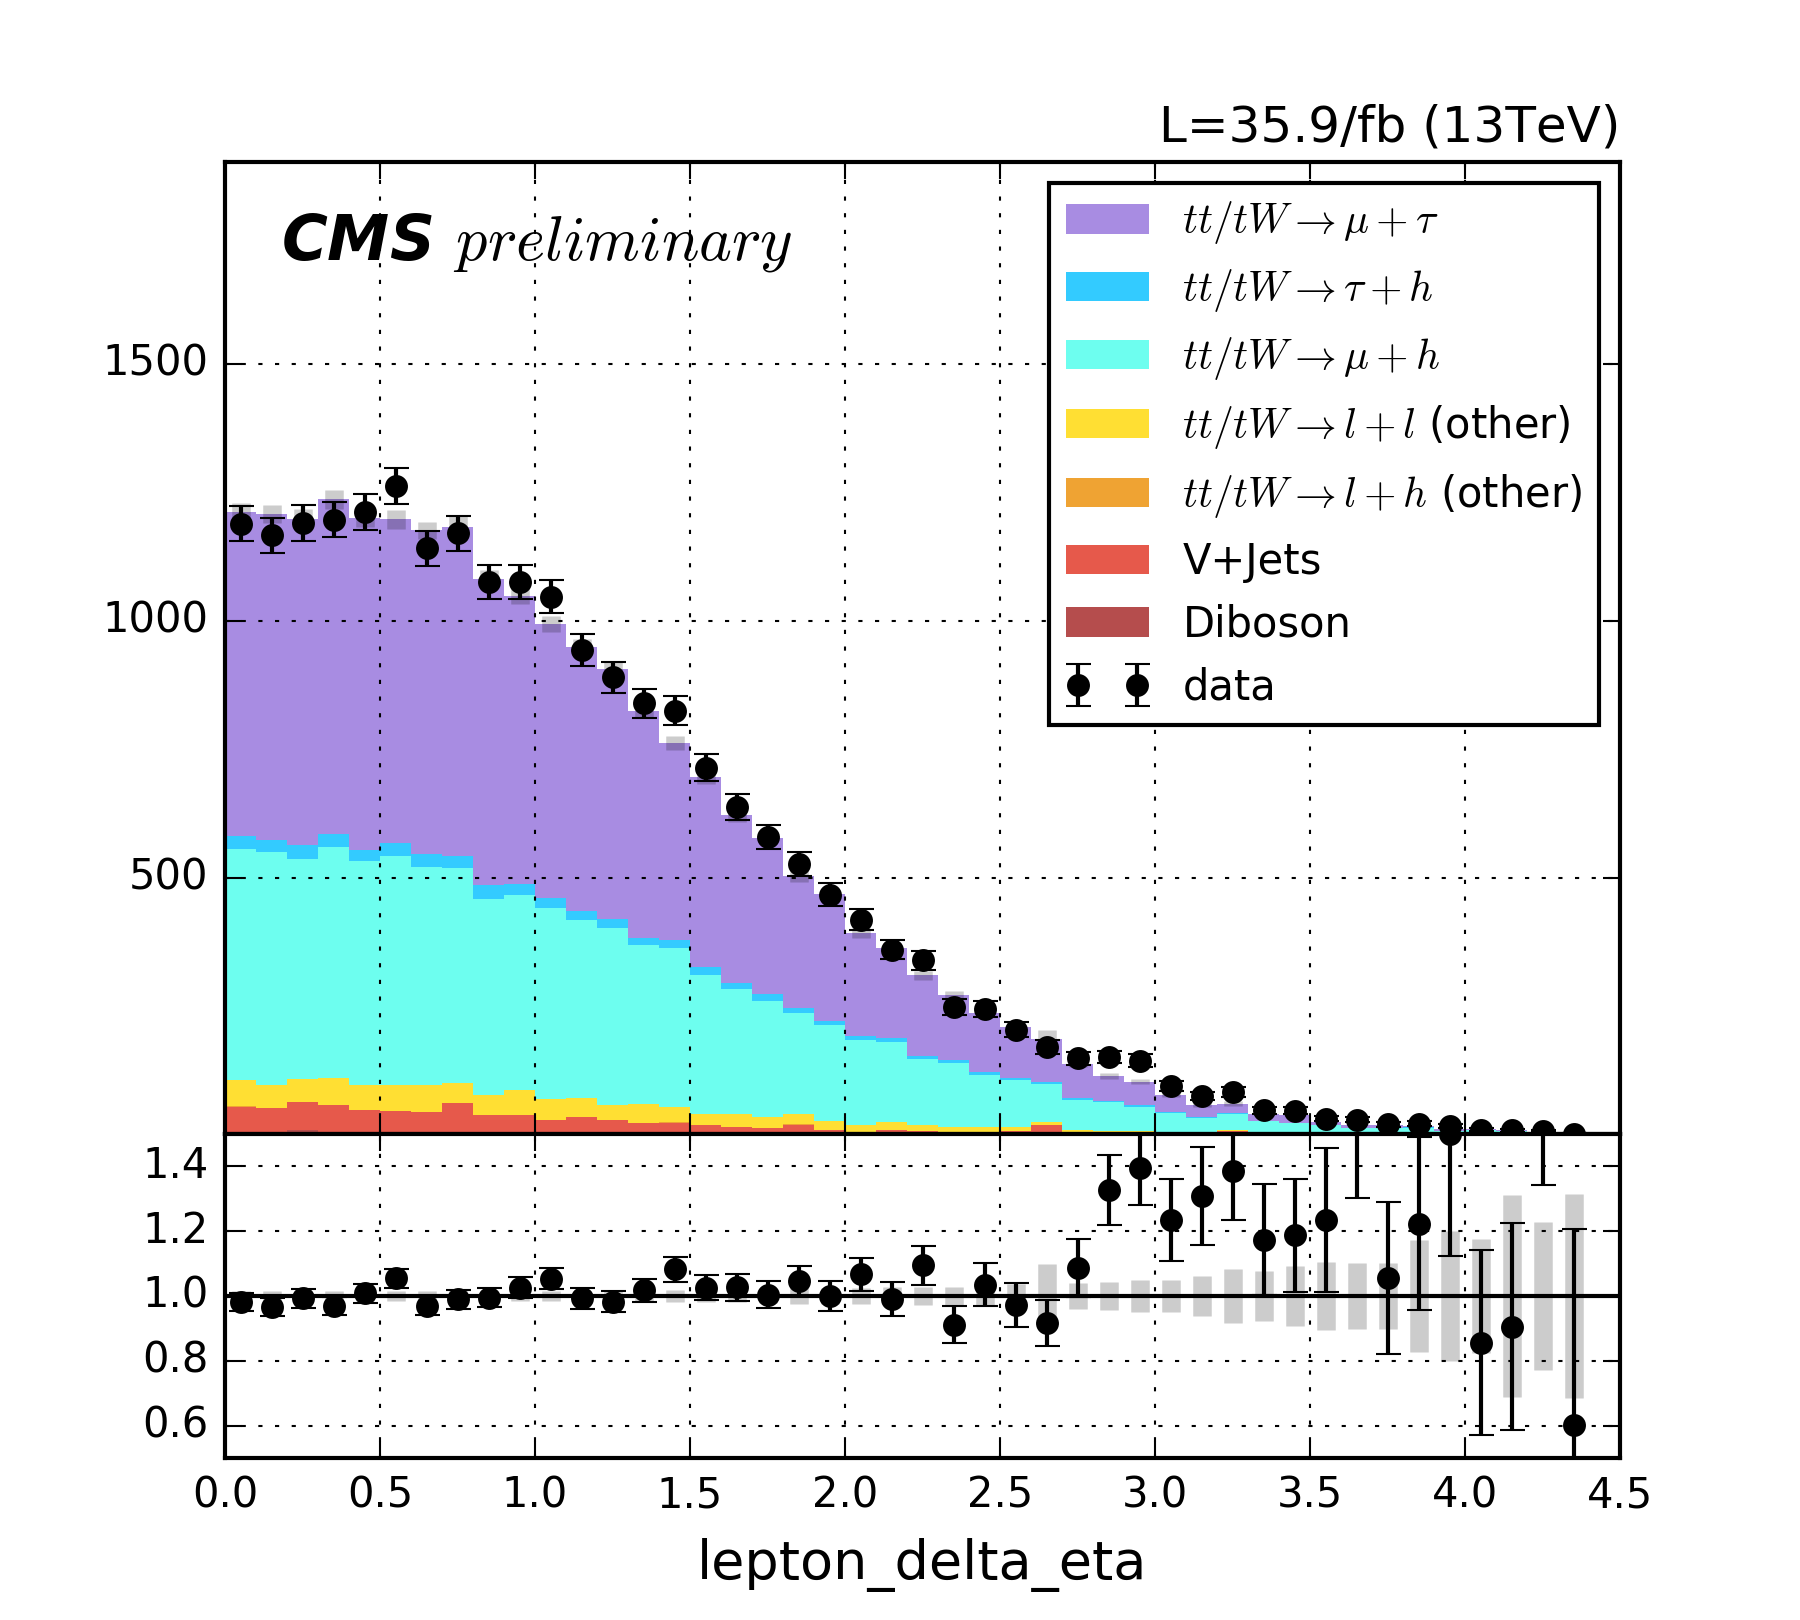 L=35.9/fb (13TeV)
CMS preliminary
tt/tW → μ + τ
tt/tW → τ + h
tt/tW → μ + h
tt/tW → l + l (other)
tt/tW → l + h (other)
V+Jets
Diboson
data
1500
1000
500
1.4
1.2
1.0
0.8
0.6
0.0 0.5 1.0 1.5 2.0 2.5 3.0 3.5 4.0 4.5
lepton_delta_eta